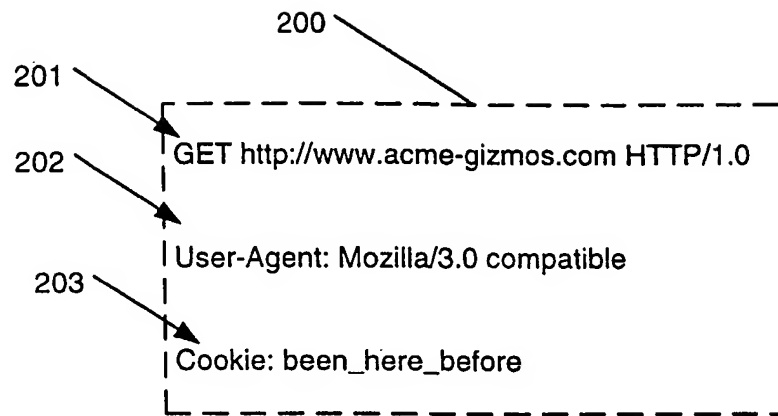 200
201
GET http://www.acme-gizmos.com HTTP/1.0
202
User-Agent: Mozilla/3.0 compatible
203
Cookie: been_here_before